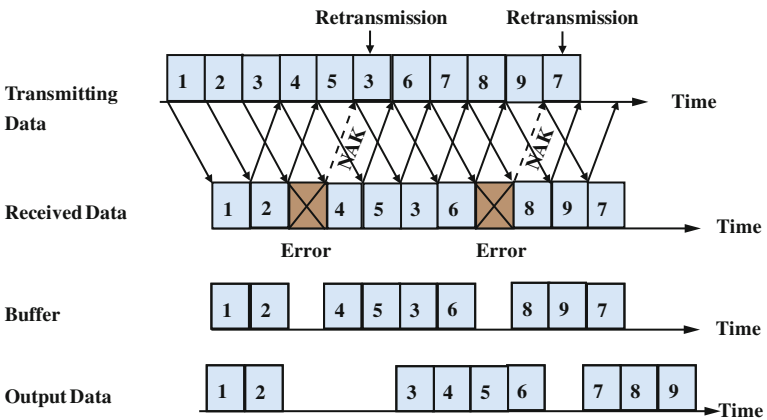 Retransmission Retransmission
1 2 3 4 5 3 6 7 8 9 7
Transmitting
Data
Time
NAK NAK
Received Data
1 2 4 5 3 6 8 9 7
Time
Error Error
Buffer
1 2 4 5 3 6 8 9 7
Time
Output Data
1 2 3 4 5 6 7 8 9
Time